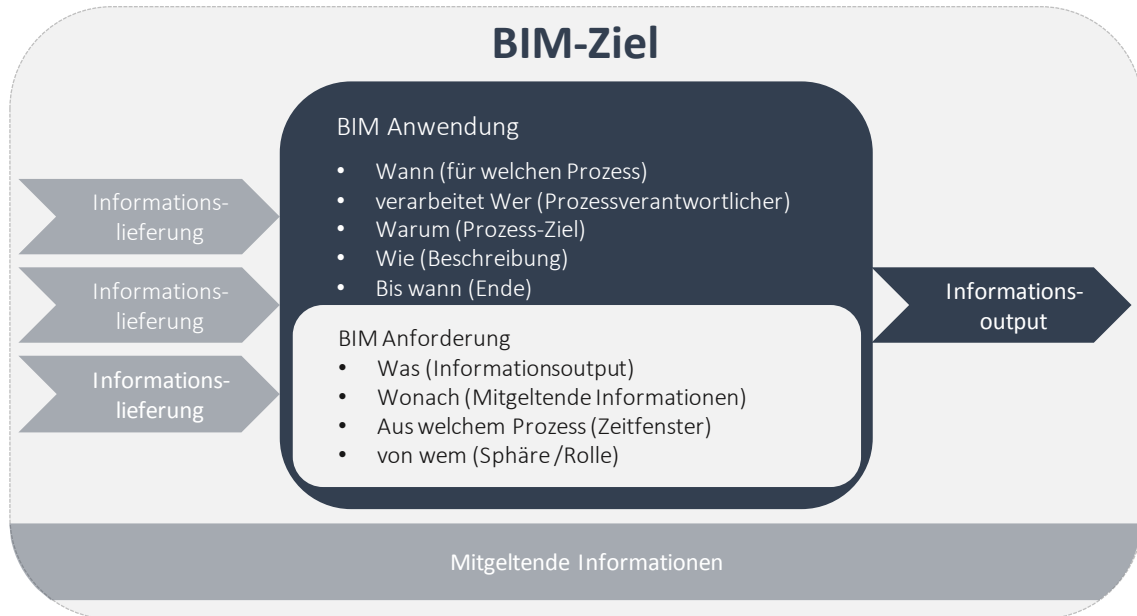 BIM-Ziel
BIM Anwendung
• Wann (für welchen Prozess)
• verarbeitet Wer (Prozessverantwortlicher)
• Warum (Prozess-Ziel)
• Wie (Beschreibung)
• Bis wann (Ende)
BIM Anforderung
• Was (Informationsoutput)
• Wonach (Mitgeltende Informationen)
• Aus welchem Prozess (Zeitfenster)
• von wem (Sphäre /Rolle)
Informations-
lieferung
Informations-
lieferung
Informations-
lieferung
Informations-
output
Mitgeltende Informationen